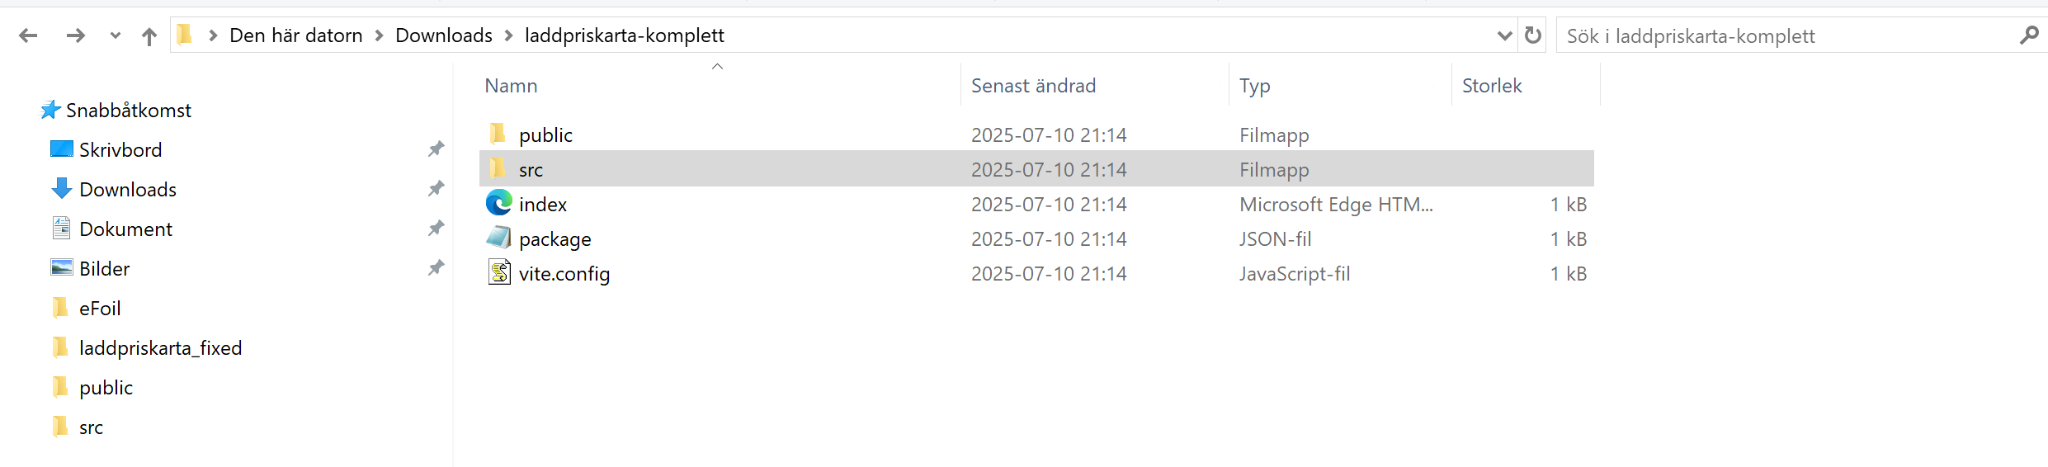 Den här datorn > Downloads > laddpriskarta-komplett
Sök i laddpriskarta-komplett
Snabbåtkomst
Skrivbord
Downloads
Dokument
Bilder
eFoil
laddpriskarta_fixed
public
src
Namn Senast ändrad Typ Storlek
public 2025-07-10 21:14 Filmapp
src 2025-07-10 21:14 Filmapp
index 2025-07-10 21:14 Microsoft Edge HTM... 1 kB
package 2025-07-10 21:14 JSON-fil 1 kB
vite.config 2025-07-10 21:14 JavaScript-fil 1 kB